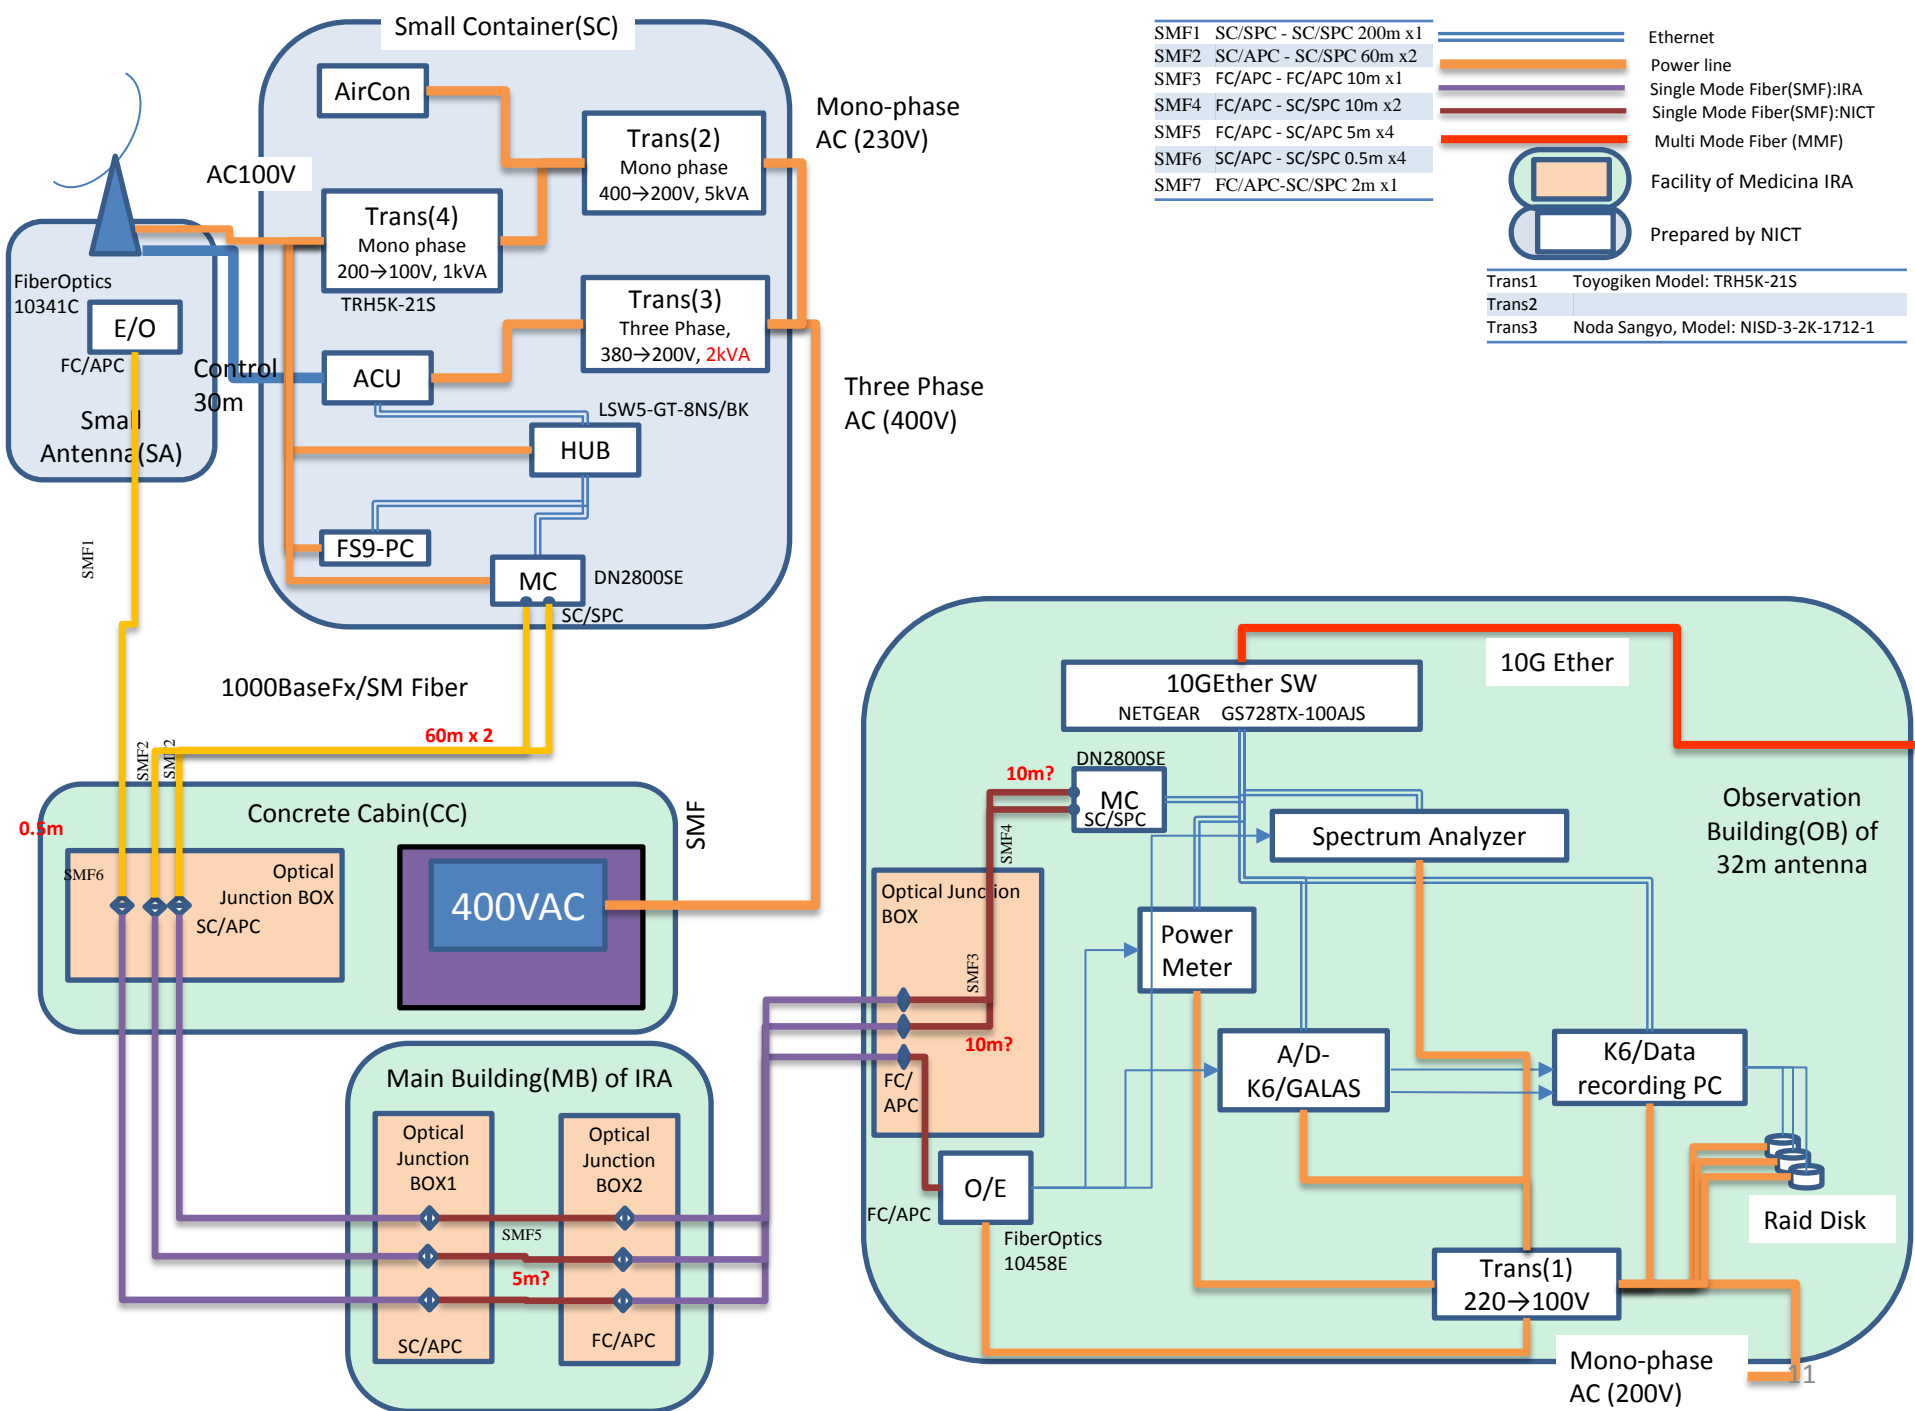 Small Container(SC)
AirCon
Trans(2)
Mono phase
400→200V, 5kVA
Mono-phase
AC (230V)
AC100V
Trans(4)
Mono phase
200→100V, 1kVA
TRH5K-21S
Trans(3)
Three Phase,
380→200V, 2kVA
FiberOptics
10341C
E/O
FC/APC
Control
30m
Small
Antenna(SA)
ACU
LSW5-GT-8NS/BK
HUB
FS9-PC
MC
DN2800SE
SC/SPC
Three Phase
AC (400V)
SMF1 SC/SPC - SC/SPC 200m x1
SMF2 SC/APC - SC/SPC 60m x2
SMF3 FC/APC - FC/APC 10m x1
SMF4 FC/APC - SC/SPC 10m x2
SMF5 FC/APC - SC/APC 5m x4
SMF6 SC/APC - SC/SPC 0.5m x4
SMF7 FC/APC-SC/SPC 2m x1
Ethernet
Power line
Single Mode Fiber(SMF):IRA
Single Mode Fiber(SMF):NICT
Multi Mode Fiber (MMF)
Facility of Medicina IRA
Prepared by NICT
Trans1 Toyogiken Model: TRH5K-21S
Trans2
Trans3 Noda Sangyo, Model: NISD-3-2K-1712-1
SMF1
1000BaseFx/SM Fiber
60m x 2
SMF2
SMF2
Concrete Cabin(CC)
SMF
0.5m
SMF6
Optical
Junction BOX
SC/APC
400VAC
Main Building(MB) of IRA
Optical
Junction
BOX1
Optical
Junction
BOX2
SMF5
5m?
SC/APC
FC/APC
10G Ether
10GEther SW
NETGEAR GS728TX-100AJS
DN2800SE
10m?
MC
SC/SPC
SMF4
Spectrum Analyzer
Observation
Building(OB) of
32m antenna
Optical Junction
BOX
SMF3
10m?
FC/
APC
Power
Meter
A/D-
K6/GALAS
K6/Data
recording PC
O/E
FC/APC
FiberOptics
10458E
Raid Disk
Trans(1)
220→100V
Mono-phase
AC (200V)
11